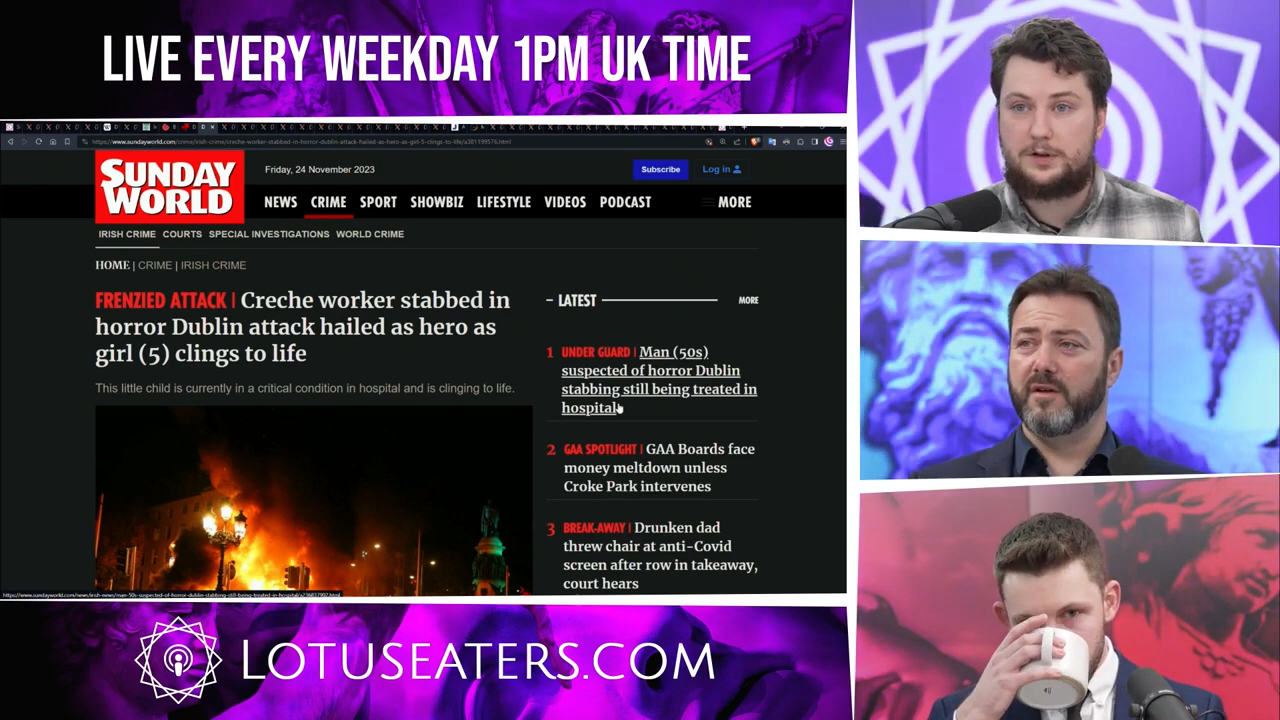 LIVE EVERY WEEKDAY 1PM UK TIME
SUNDAY
WORLD
Friday, 24 November 2023
Subscribe
Log in
NEWS CRIME SPORT SHOWBIZ LIFESTYLE VIDEOS PODCAST MORE
IRISH CRIME COURTS SPECIAL INVESTIGATIONS WORLD CRIME
HOME | CRIME | IRISH CRIME
FRENZIED ATTACK | Creche worker stabbed in
horror Dublin attack hailed as hero as
girl (5) clings to life
This little child is currently in a critical condition in hospital and is clinging to life.
LATEST
MORE
1 UNDER GUARD | Man (50s)
suspected of horror Dublin
stabbing still being treated in
hospital
2 GAA SPOTLIGHT | GAA Boards face
money meltdown unless
Croke Park intervenes
3 BREAK-AWAY | Drunken dad
threw chair at anti-Covid
screen after row in takeaway,
court hears
LOTUSEATERS.COM